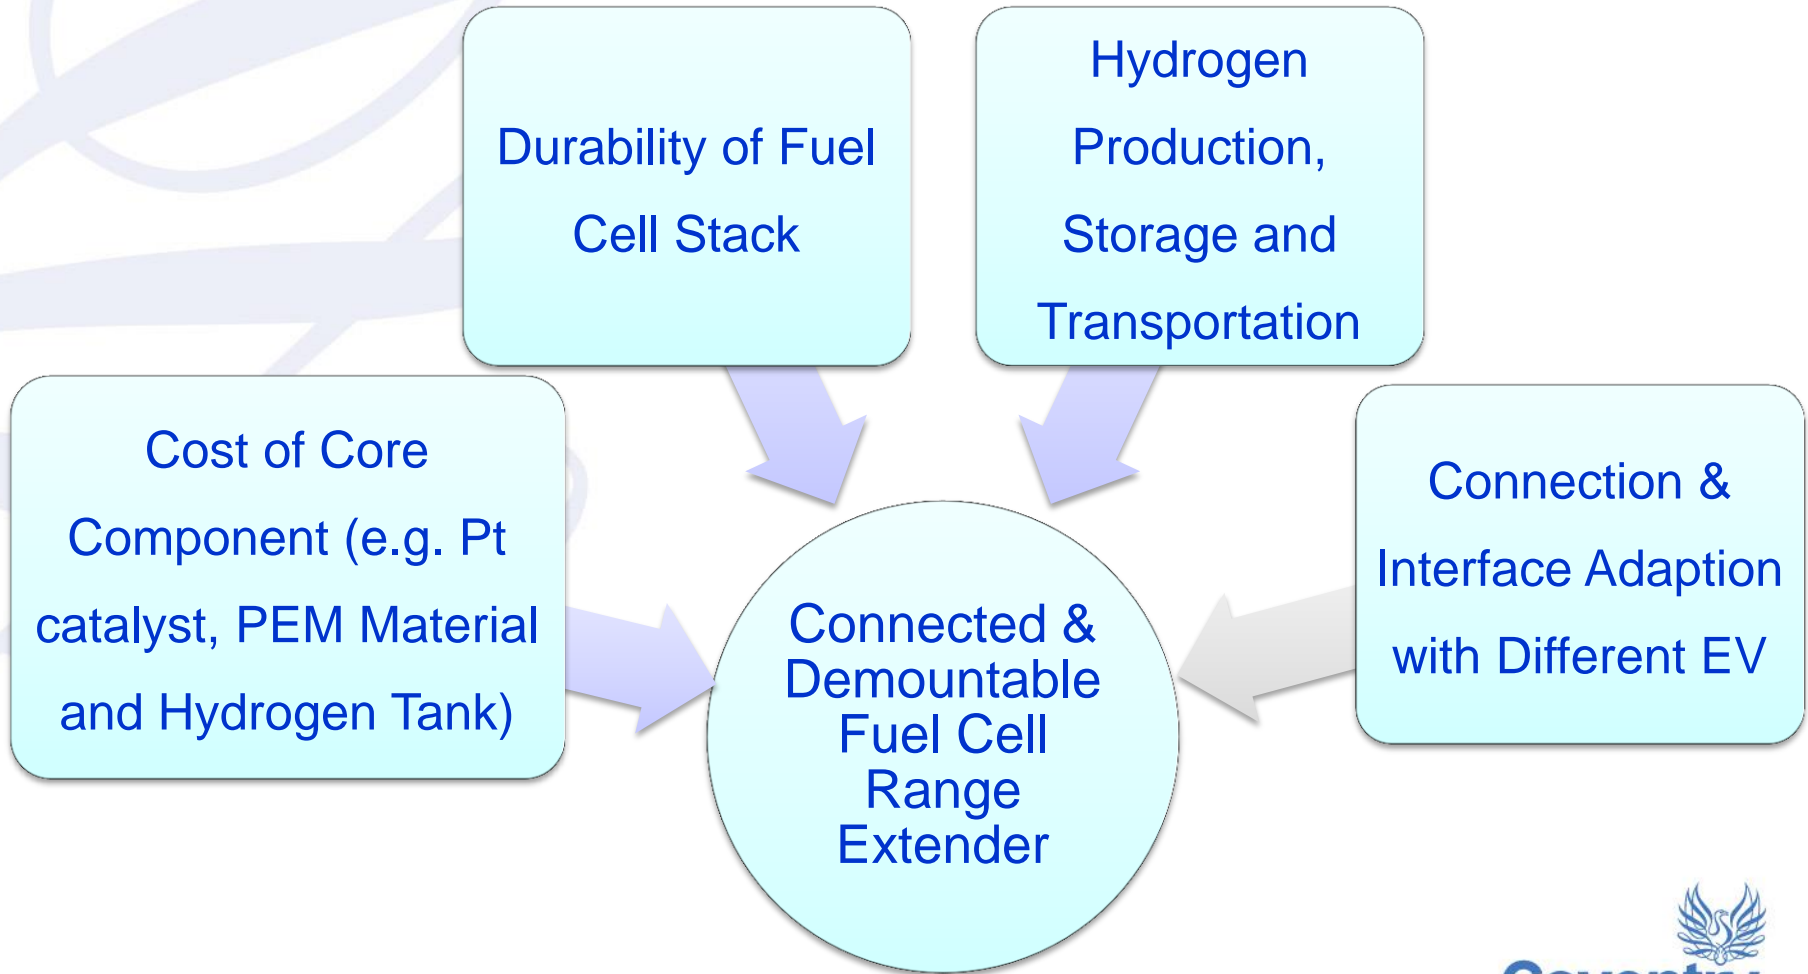 Durability of Fuel
Cell Stack
Hydrogen
Production,
Storage and
Transportation
Cost of Core
Component (e.g. Pt
catalyst, PEM Material
and Hydrogen Tank)
Connection &
Interface Adaption
with Different EV
Connected &
Demountable
Fuel Cell
Range
Extender
Coventry